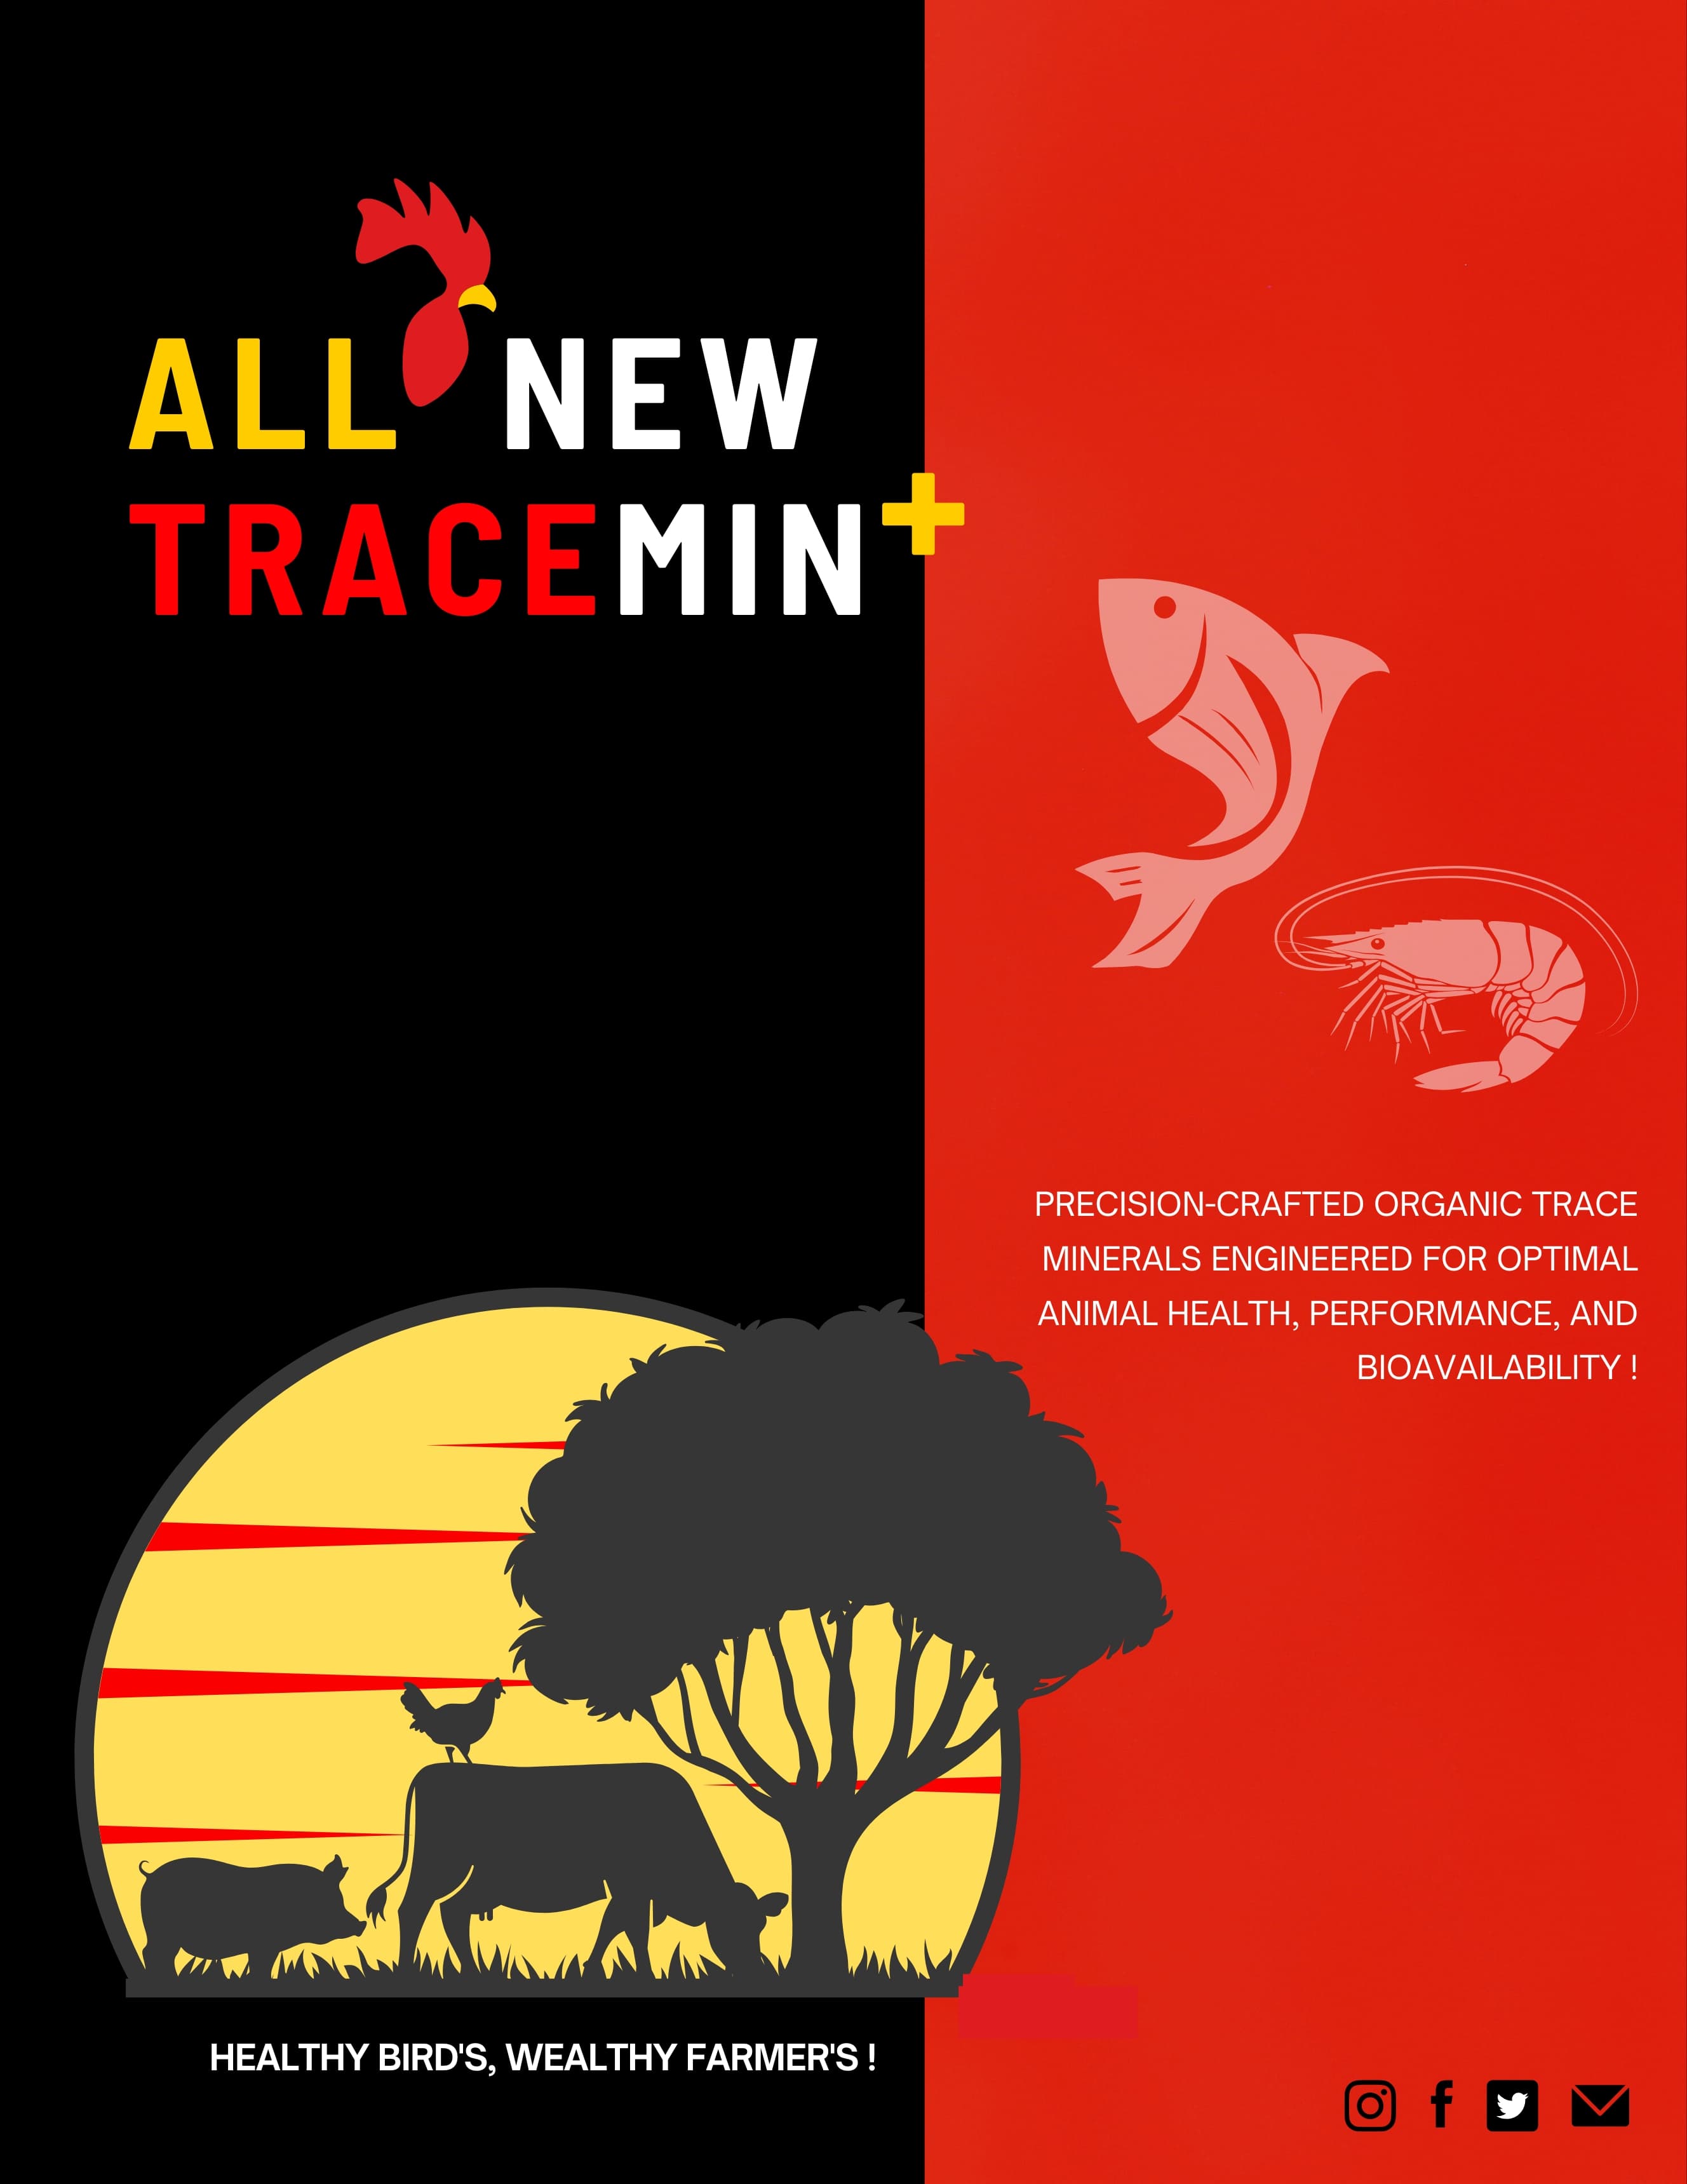 ALL NEW
TRACEMIN+
PRECISION-CRAFTED ORGANIC TRACE
MINERALS ENGINEERED FOR OPTIMAL
ANIMAL HEALTH, PERFORMANCE, AND
BIOAVAILABILITY !
HEALTHY BIRD'S, WEALTHY FARMER'S !